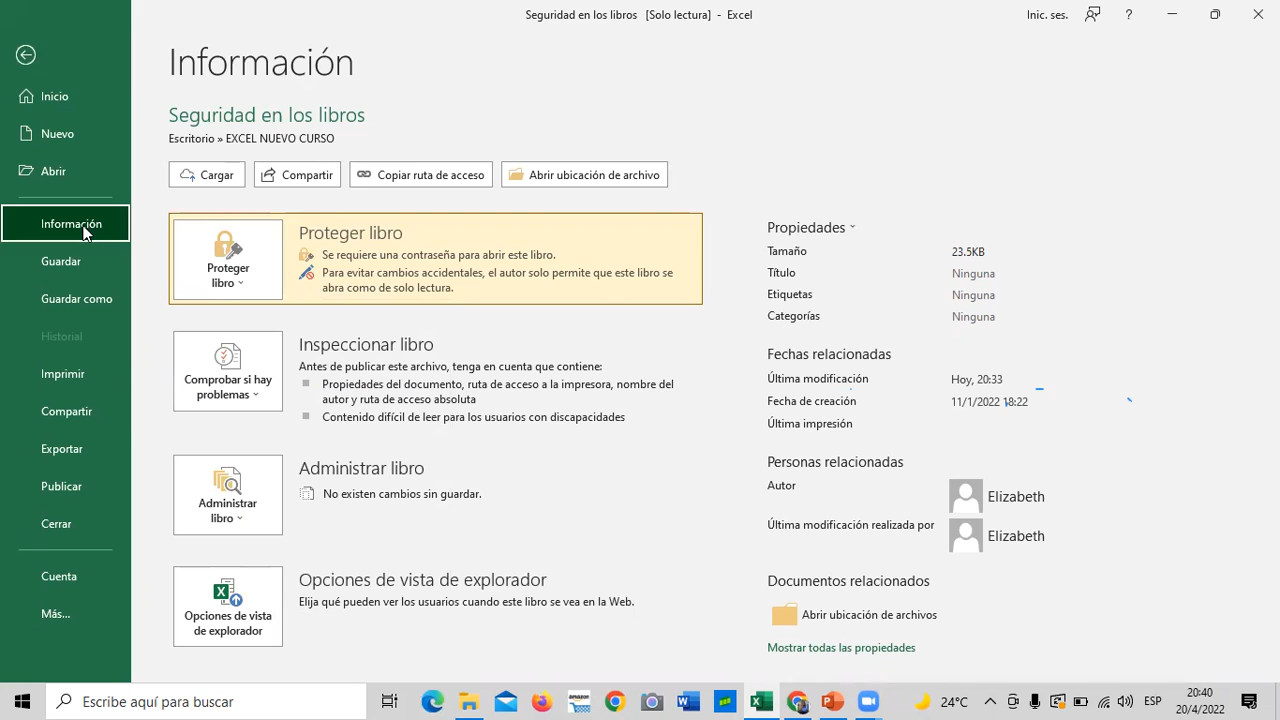 Seguridad en los libros [Solo lectura] - Excel
Inic. ses.
?
Inicio
Nuevo
Abrir
Información
Guardar
Guardar como
Historial
Imprimir
Compartir
Exportar
Publicar
Cerrar
Cuenta
Más...
Información
Seguridad en los libros
Escritorio » EXCEL NUEVO CURSO
Cargar
Compartir
Copiar ruta de acceso
Abrir ubicación de archivo
Proteger
libro
Proteger libro
Se requiere una contraseña para abrir este libro.
Para evitar cambios accidentales, el autor solo permite que este libro se
abra como de solo lectura.
Comprobar si hay
problemas
Inspeccionar libro
Antes de publicar este archivo, tenga en cuenta que contiene:
Propiedades del documento, ruta de acceso a la impresora, nombre del
autor y ruta de acceso absoluta
Contenido difícil de leer para los usuarios con discapacidades
Administrar
libro
Administrar libro
No existen cambios sin guardar.
Opciones de vista
de explorador
Opciones de vista de explorador
Elija qué pueden ver los usuarios cuando este libro se vea en la Web.
Propiedades
Tamaño 23.5KB
Título Ninguna
Etiquetas Ninguna
Categorías Ninguna
Fechas relacionadas
Última modificación Hoy, 20:33
Fecha de creación 11/1/2022 18:22
Última impresión
Personas relacionadas
Autor
Elizabeth
Última modificación realizada por
Elizabeth
Documentos relacionados
Abrir ubicación de archivos
Mostrar todas las propiedades
Escribe aquí para buscar
24°C
ESP
20:40
20/4/2022